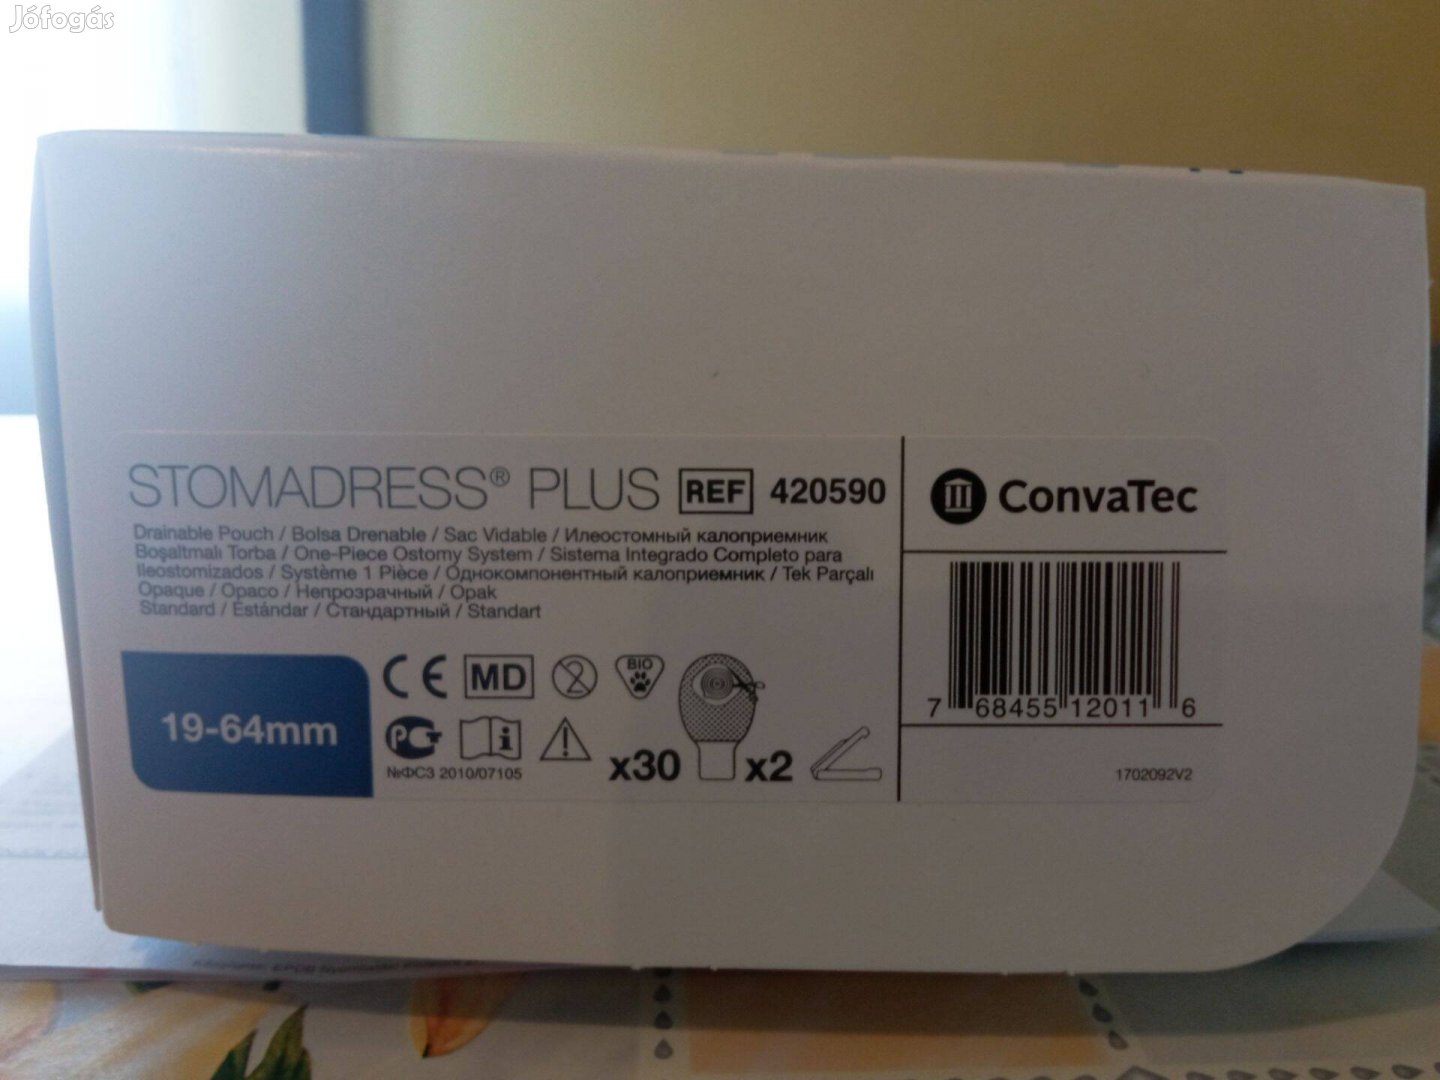 Jófogás
STOMADRESS® PLUS REF 420590
Drainable Pouch / Bolsa Drenable / Sac Vidable / Илеостомный калоприемник
Boşaltmalı Torba / One-Piece Ostomy System / Sistema Integrado Completo para
Ileostomizados / Système 1 Pièce / Однокомпонентный калоприемник / Tek Parçalı
Opaque / Opaco / Непрозрачный / Opak
Standard / Estándar / Стандартный / Standart
ConvaTec
7 68455 12011 6
1702092V2
19-64mm
CE MD 2 BIO
РСТ i
№ФСЗ 2010/07105
x30 x2